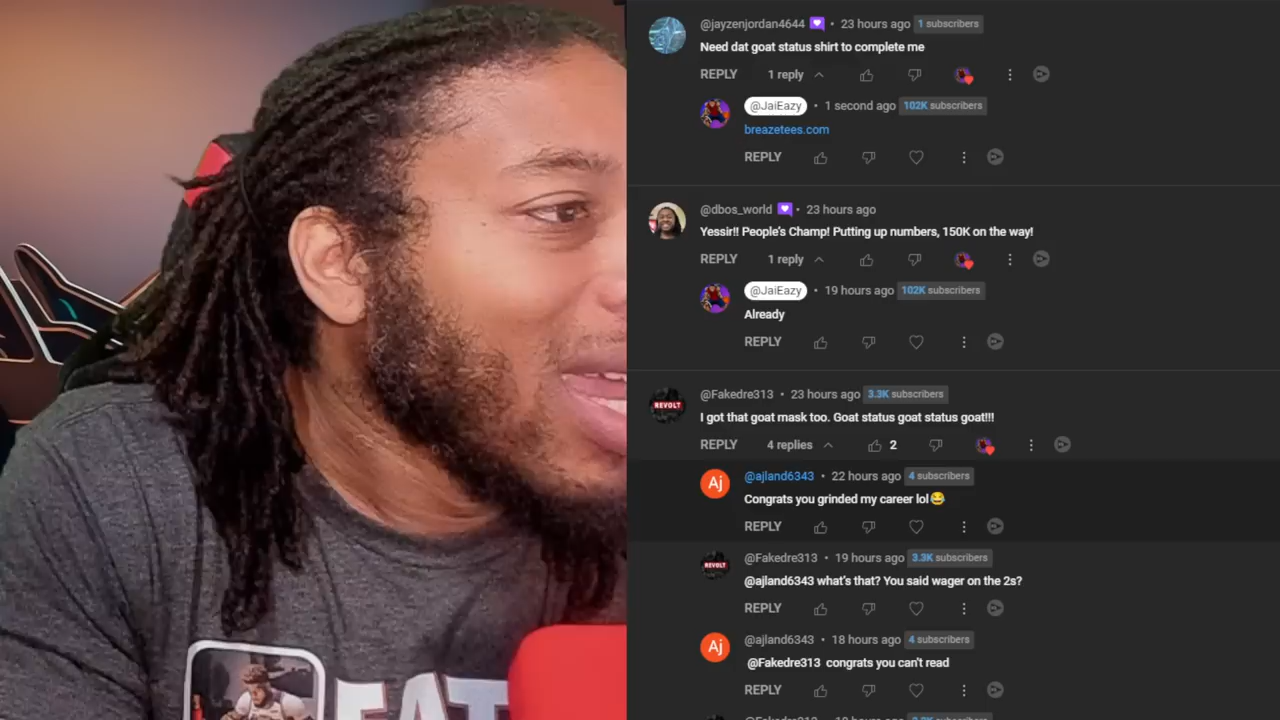 @jayzenjordan4644 • 23 hours ago 1 subscribers
Need dat goat status shirt to complete me
REPLY 1 reply
@JaiEazy • 1 second ago 102K subscribers
breazetees.com
REPLY
@dbos_world • 23 hours ago
Yessir!! People's Champ! Putting up numbers, 150K on the way!
REPLY 1 reply
@JaiEazy • 19 hours ago 102K subscribers
Already
REPLY
@Fakedre313 • 23 hours ago 3.3K subscribers
REVOLT
I got that goat mask too. Goat status goat status goat!!!
REPLY 4 replies 2
Aj
@ajland6343 • 22 hours ago 4 subscribers
Congrats you grinded my career lol😂
REPLY
@Fakedre313 • 19 hours ago 3.3K subscribers
REVOLT
@ajland6343 what's that? You said wager on the 2s?
REPLY
@ajland6343 • 18 hours ago 4 subscribers
Aj
@Fakedre313 congrats you can't read
REPLY